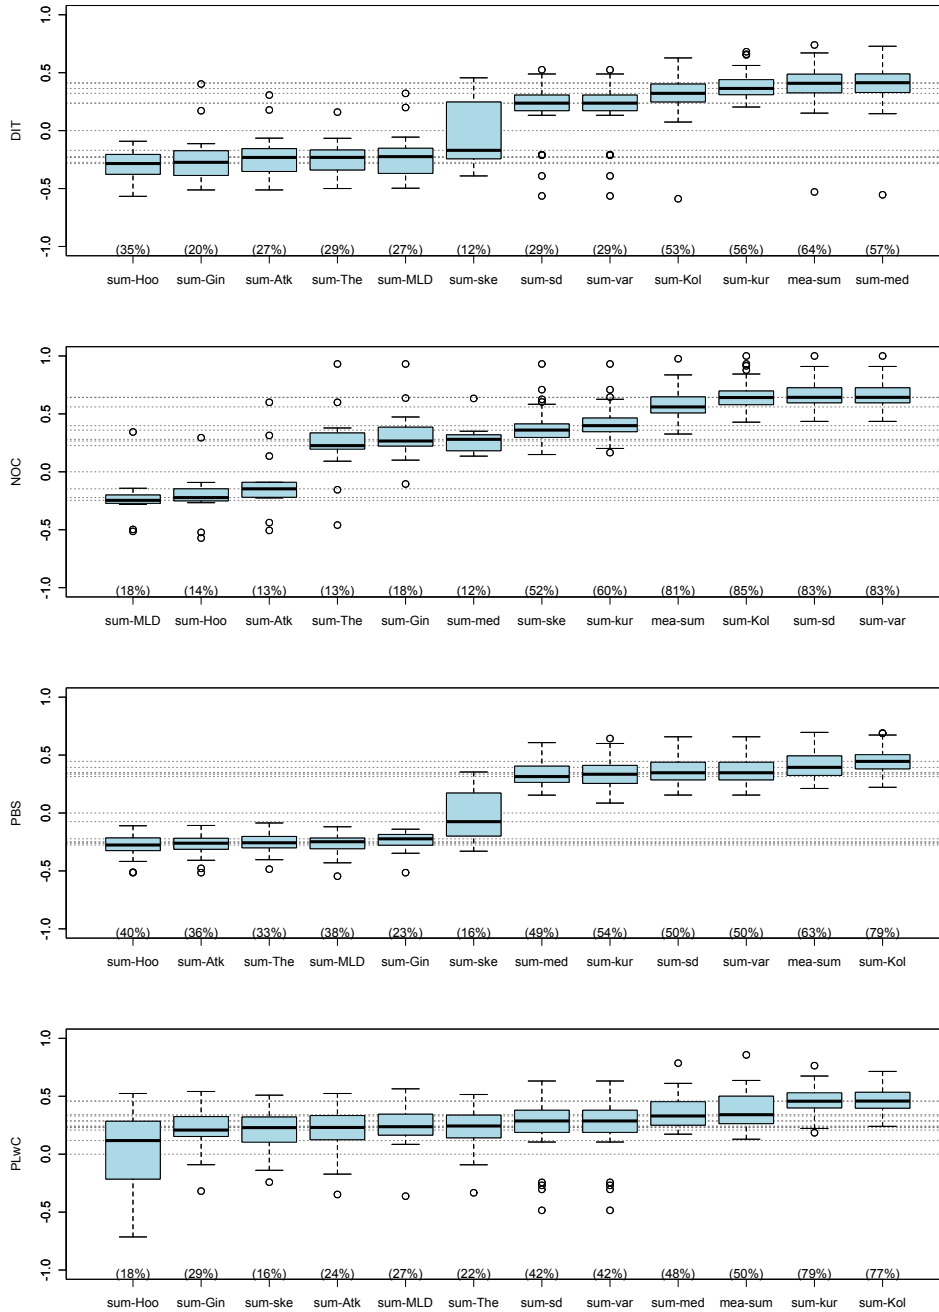 DIT
1.0
0.5
0.0
-0.5
-1.0
(35%) (20%) (27%) (29%) (27%) (12%) (29%) (29%) (53%) (56%) (64%) (57%)
sum-Hoo sum-Gin sum-Atk sum-The sum-MLD sum-ske sum-sd sum-var sum-Kol sum-kur mea-sum sum-med
NOC
1.0
0.5
0.0
-0.5
-1.0
(18%) (14%) (13%) (13%) (18%) (12%) (52%) (60%) (81%) (85%) (83%) (83%)
sum-MLD sum-Hoo sum-Atk sum-The sum-Gin sum-med sum-ske sum-kur mea-sum sum-Kol sum-sd sum-var
PBS
1.0
0.5
0.0
-0.5
-1.0
(40%) (36%) (33%) (38%) (23%) (16%) (49%) (54%) (50%) (50%) (63%) (79%)
sum-Hoo sum-Atk sum-The sum-MLD sum-Gin sum-ske sum-med sum-kur sum-sd sum-var mea-sum sum-Kol
PLwC
1.0
0.5
0.0
-0.5
-1.0
(18%) (29%) (16%) (24%) (27%) (22%) (42%) (42%) (48%) (50%) (79%) (77%)
sum-Hoo sum-Gin sum-ske sum-Atk sum-MLD sum-The sum-sd sum-var sum-med mea-sum sum-kur sum-Kol